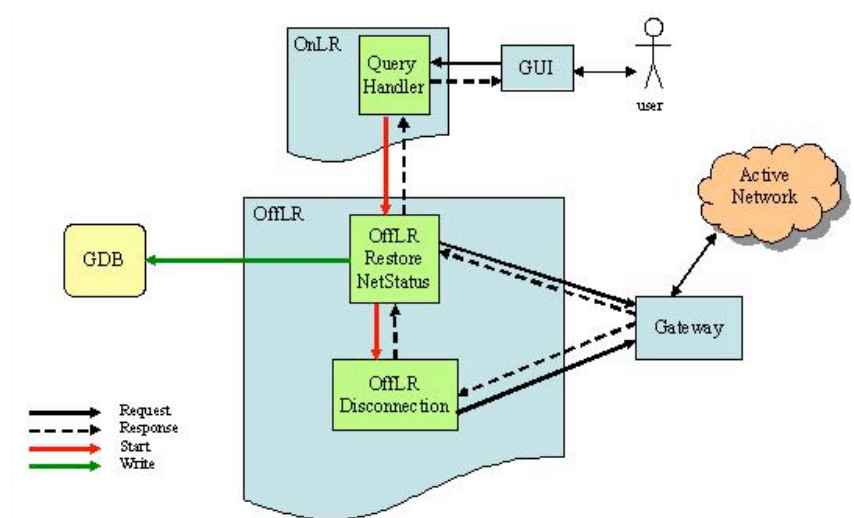 OnLR
Query
Handler
GUI
user
Active
Network
OffLR
OffLR
Restore
NetStatus
GDB
Gateway
OffLR
Disconnection
Request
Response
Start
Write